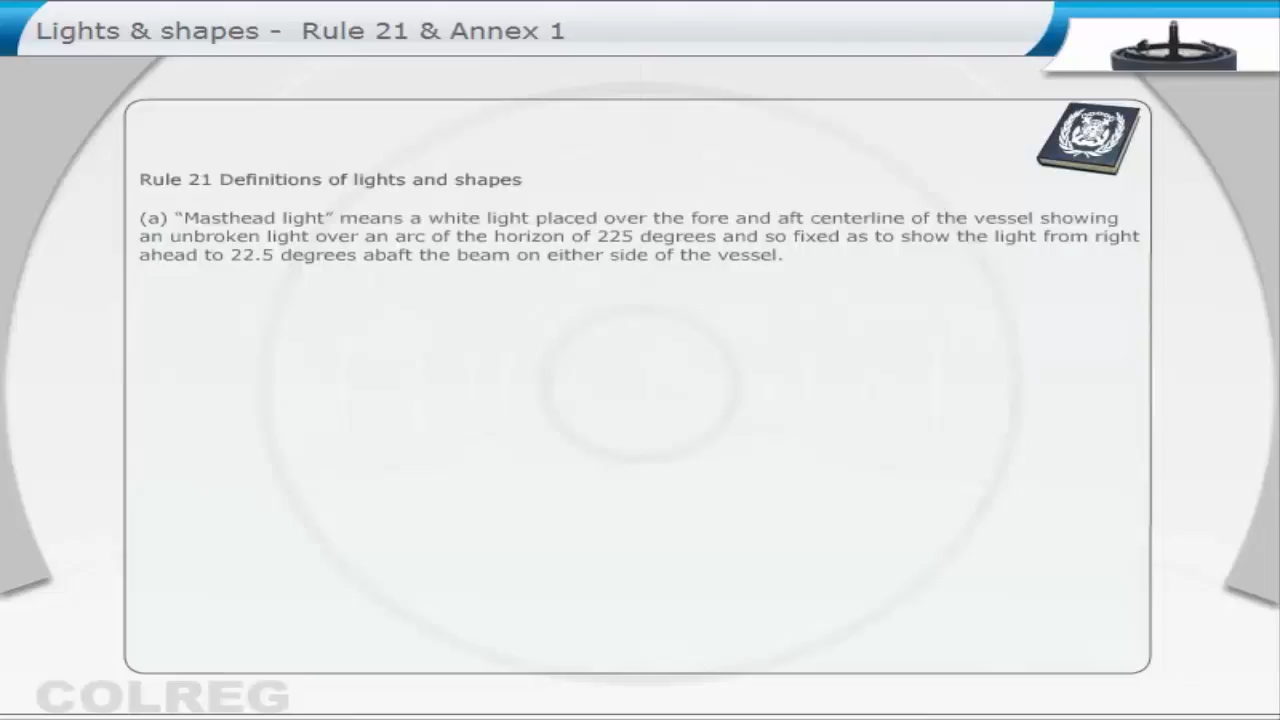 Lights & shapes -  Rule 21 & Annex 1
Rule 21 Definitions of lights and shapes
(a) “Masthead light” means a white light placed over the fore and aft centerline of the vessel showing
an unbroken light over an arc of the horizon of 225 degrees and so fixed as to show the light from right
ahead to 22.5 degrees abaft the beam on either side of the vessel.
COLREG